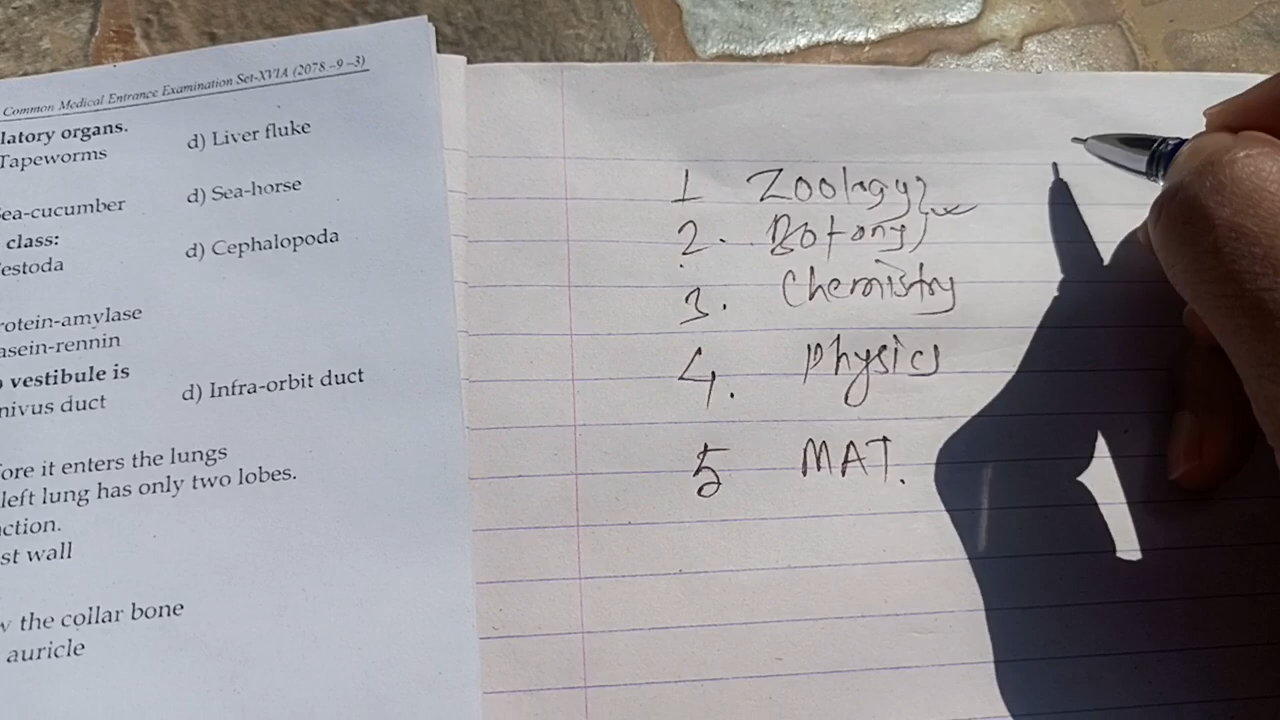 Common Medical Entrance Examination Set-XVIA (2078 -9 -3)
latory organs.
Tapeworms d) Liver fluke
ea-cucumber d) Sea-horse
class:
estoda d) Cephalopoda
rotein-amylase
asein-rennin
vestibule is
nivus duct d) Infra-orbit duct
ore it enters the lungs
left lung has only two lobes.
ction.
st wall
the collar bone
auricle
1 Zoology
2. Botany
3. Chemistry
4. Physics
5 MAT.